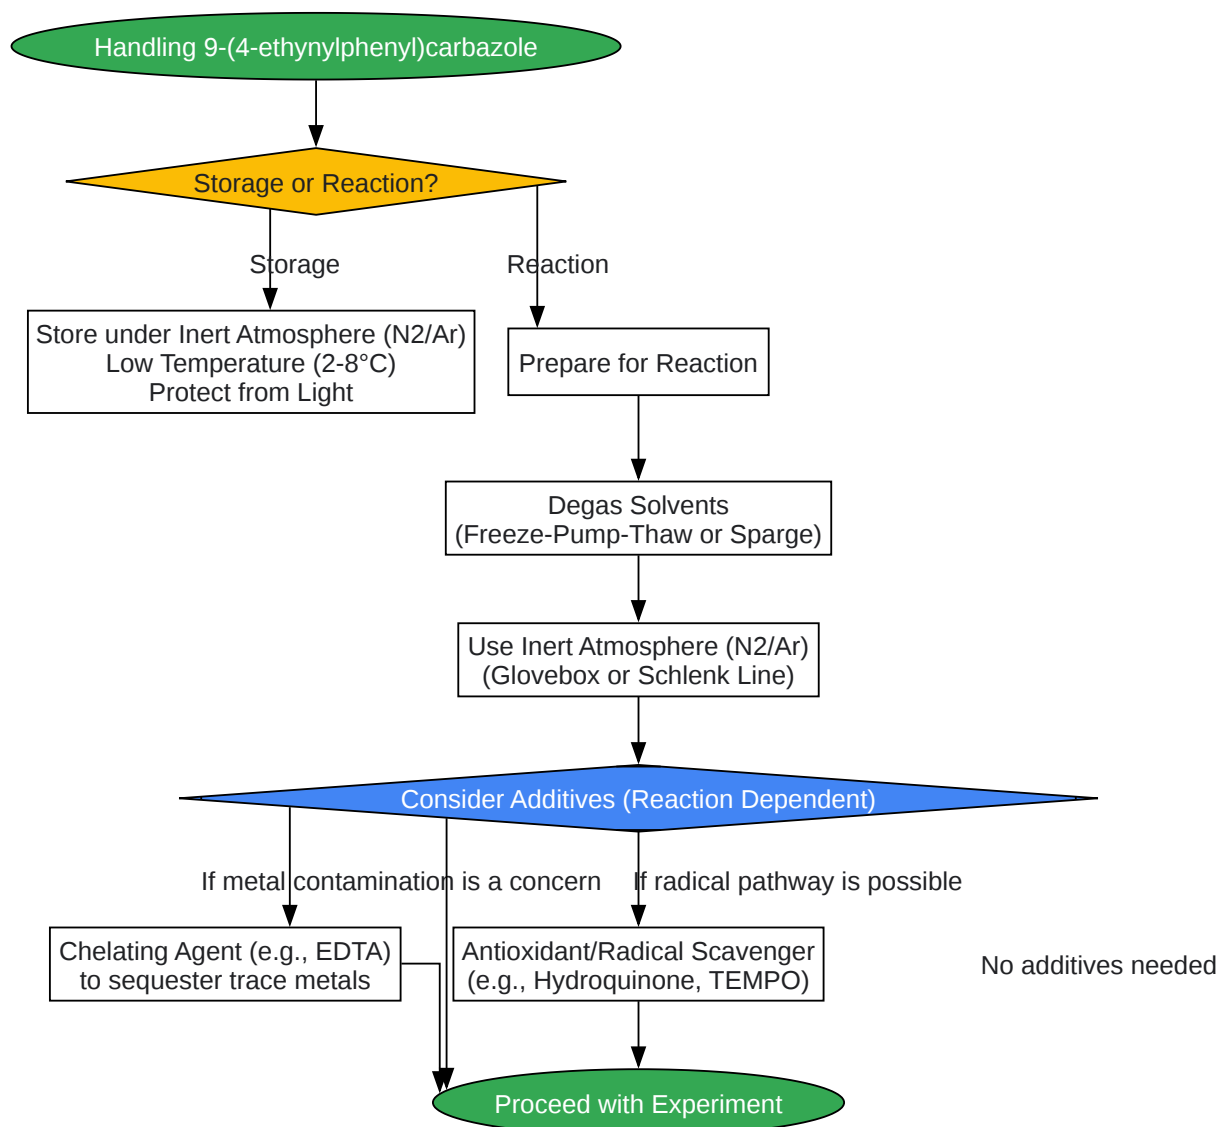 Handling 9-(4-ethynylphenyl)carbazole
Storage or Reaction?
Storage
Reaction
Store under Inert Atmosphere (N2/Ar)
Low Temperature (2-8°C)
Protect from Light
Prepare for Reaction
Degas Solvents
(Freeze-Pump-Thaw or Sparge)
Use Inert Atmosphere (N2/Ar)
(Glovebox or Schlenk Line)
Consider Additives (Reaction Dependent)
If metal contamination is a concern
If radical pathway is possible
Chelating Agent (e.g., EDTA)
to sequester trace metals
Antioxidant/Radical Scavenger
(e.g., Hydroquinone, TEMPO)
No additives needed
Proceed with Experiment